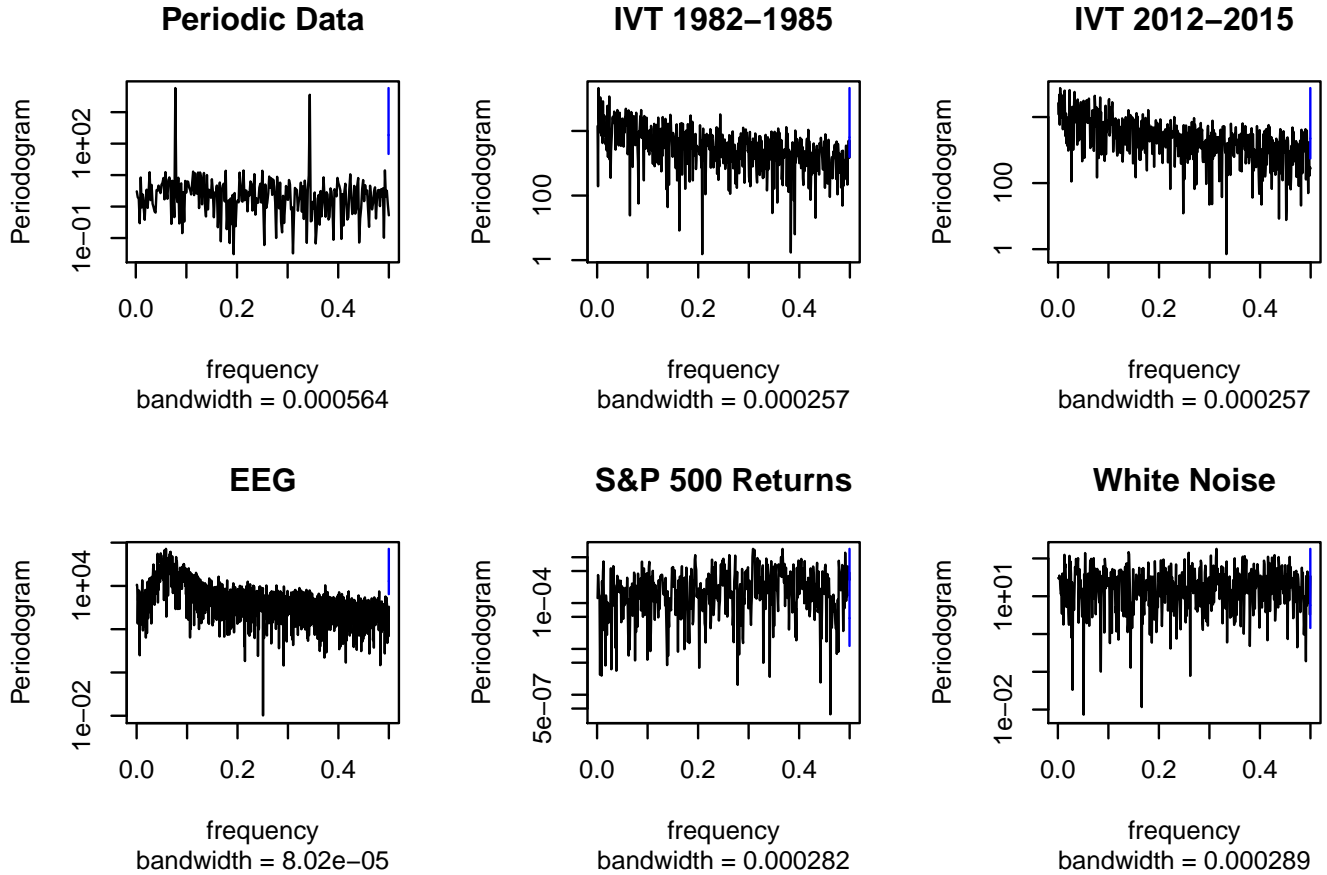 Periodic Data
Periodogram
1e+02
1e−01
0.0 0.2 0.4
frequency
bandwidth = 0.000564
IVT 1982−1985
Periodogram
100
1
0.0 0.2 0.4
frequency
bandwidth = 0.000257
IVT 2012−2015
Periodogram
100
1
0.0 0.2 0.4
frequency
bandwidth = 0.000257
EEG
Periodogram
1e+04
1e−02
0.0 0.2 0.4
frequency
bandwidth = 8.02e−05
S&P 500 Returns
Periodogram
1e−04
5e−07
0.0 0.2 0.4
frequency
bandwidth = 0.000282
White Noise
Periodogram
1e+01
1e−02
0.0 0.2 0.4
frequency
bandwidth = 0.000289